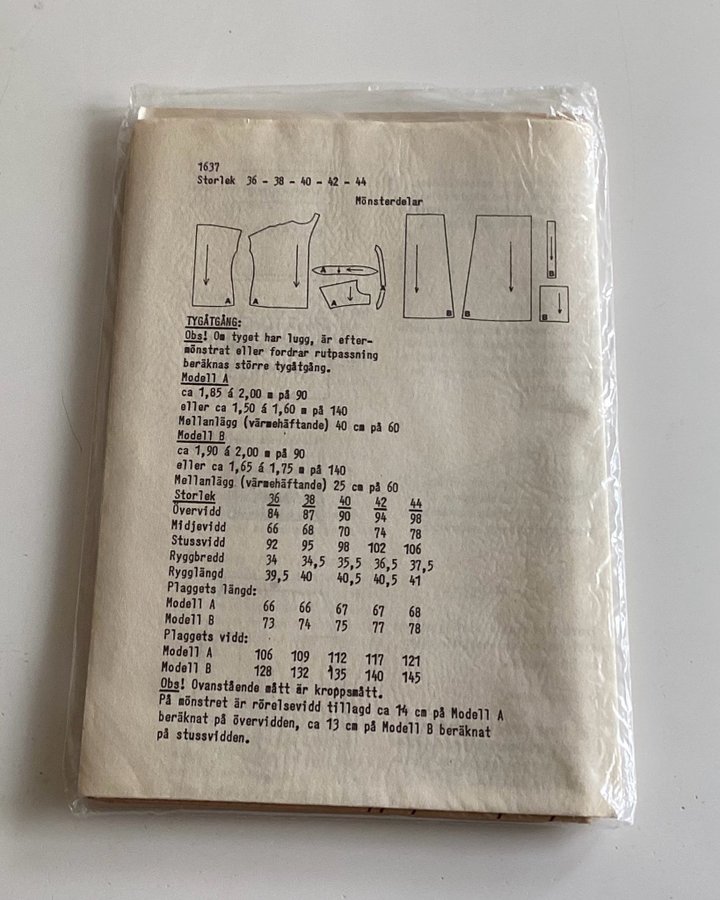 1637
Storlek 36 - 38 - 40 - 42 - 44
Mönsterdelar
A A A A A B B B B
TYGÅTGÅNG:
Obs! Om tyget har lugg, är efter-
mönstrat eller fordrar rutpassning
beräknas större tygåtgång.
Modell A
ca 1,85 á 2,00 m på 90
eller ca 1,50 á 1,60 m på 140
Mellanlägg (värmehäftande) 40 cm på 60
Modell B
ca 1,90 á 2,00 m på 90
eller ca 1,65 á 1,75 m på 140
Mellanlägg (värmehäftande) 25 cm på 60
Storlek 36 38 40 42 44
Övervidd 84 87 90 94 98
Midjevidd 66 68 70 74 78
Stussvidd 92 95 98 102 106
Ryggbredd 34 34,5 35,5 36,5 37,5
Rygglängd 39,5 40 40,5 40,5 41
Plaggets längd:
Modell A 66 66 67 67 68
Modell B 73 74 75 77 78
Plaggets vidd:
Modell A 106 109 112 117 121
Modell B 128 132 135 140 145
Obs! Ovanstående mått är kroppsmått.
På mönstret är rörelsevidd tillagd ca 14 cm på Modell A
beräknat på övervidden, ca 13 cm på Modell B beräknat
på stussvidden.